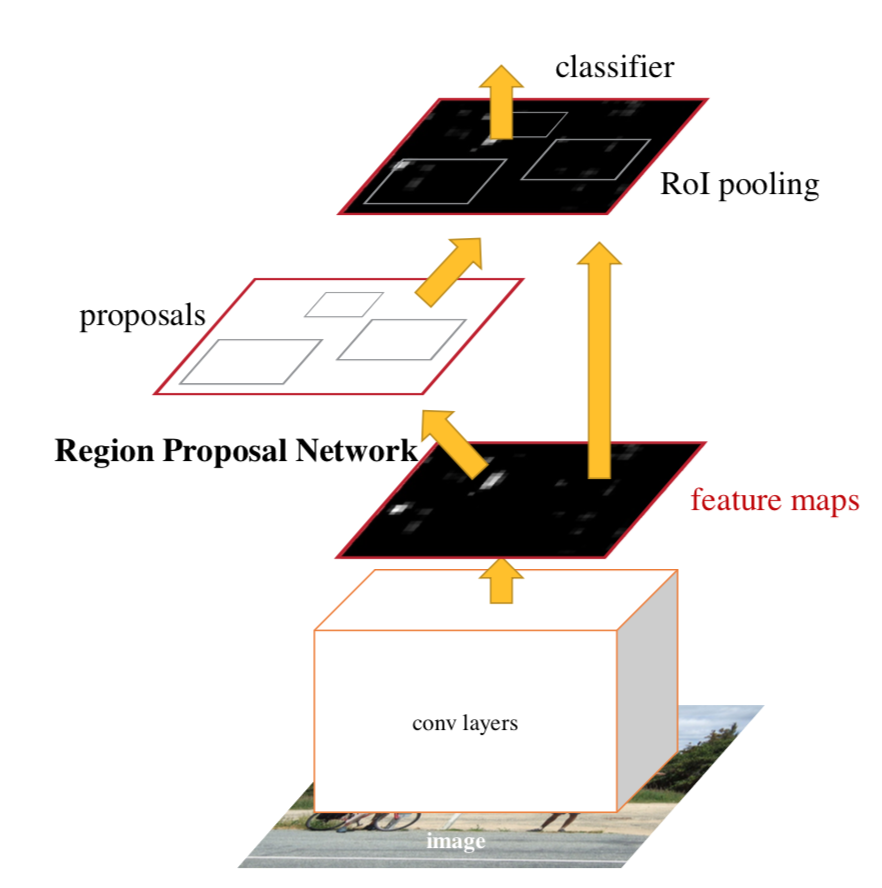 classifier
RoI pooling
proposals
Region Proposal Network
feature maps
conv layers
image